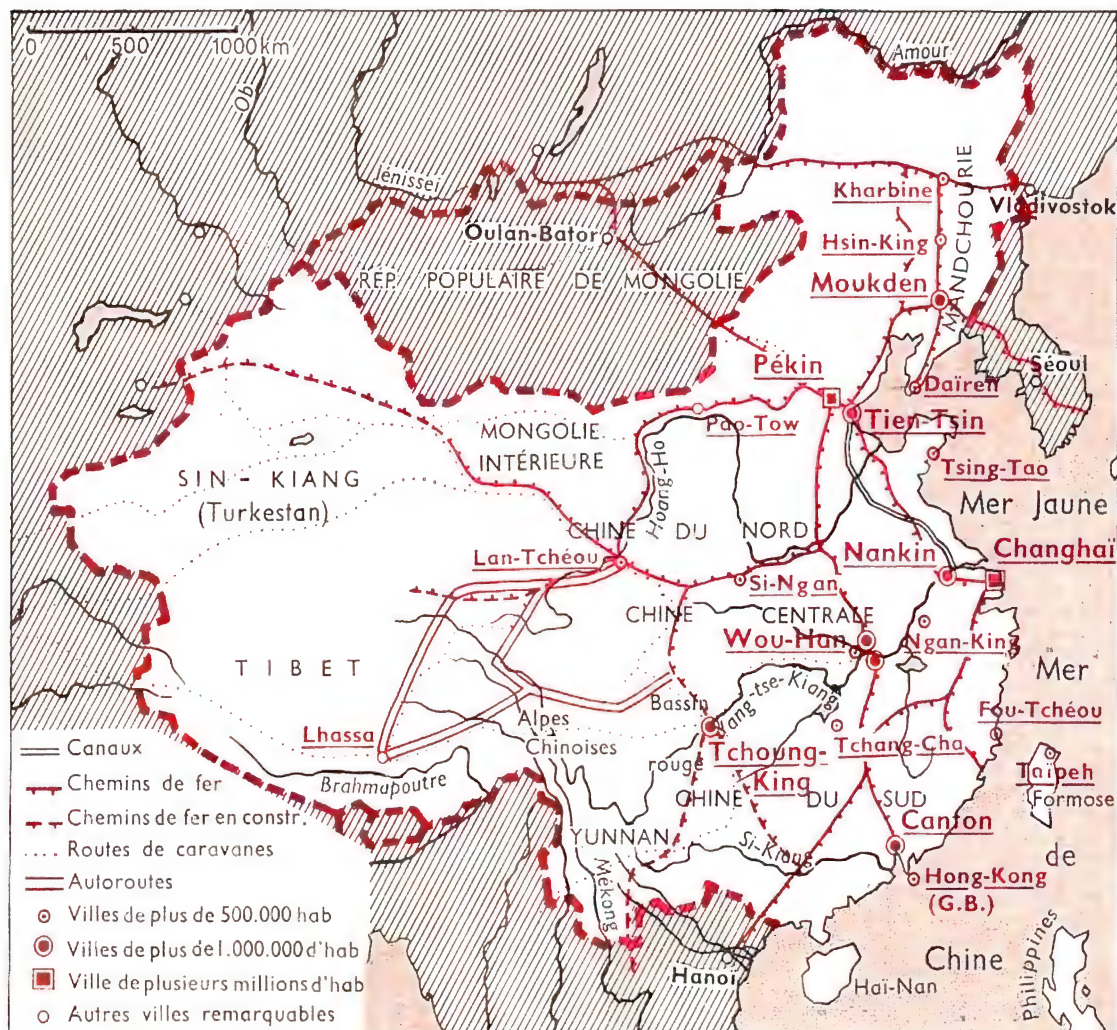 0 500 1000 km
Amour
Ob
Iénissei
Kharbine
Vladivostok
Oulan-Bator
Hsin-King
RÉP. POPULAIRE DE MONGOLIE
Moukden
MANDCHOURIE
Pékin
Séoul
Daïren
Pao-Tow
Tien-Tsin
MONGOLIE
INTÉRIEURE
Hoang-Ho
Tsing-Tao
SIN-KIANG
(Turkestan)
Mer Jaune
CHINE DU NORD
Lan-Tchéou
Nankin
Changhaï
Si-Ngan
CHINE CENTRALE
Wou-Han
Ngan-King
TIBET
Mer
Yang-tse-Kiang
Bassin
Fou-Tchéou
Lhassa
Alpes
Chinoises
Tchoung-
King
Tchang-Cha
rouge
Taïpeh
Formose
Brahmapoutre
CHINE DU SUD
Canton
YUNNAN
Si-Kiang
de
Mékong
Hong-Kong
(G.B.)
Hanoï
Haï-Nan
Chine
Philippines
Canaux
Chemins de fer
Chemins de fer en constr.
Routes de caravanes
Autoroutes
Villes de plus de 500.000 hab
Villes de plus de 1.000.000 d'hab
Ville de plusieurs millions d'hab
Autres villes remarquables